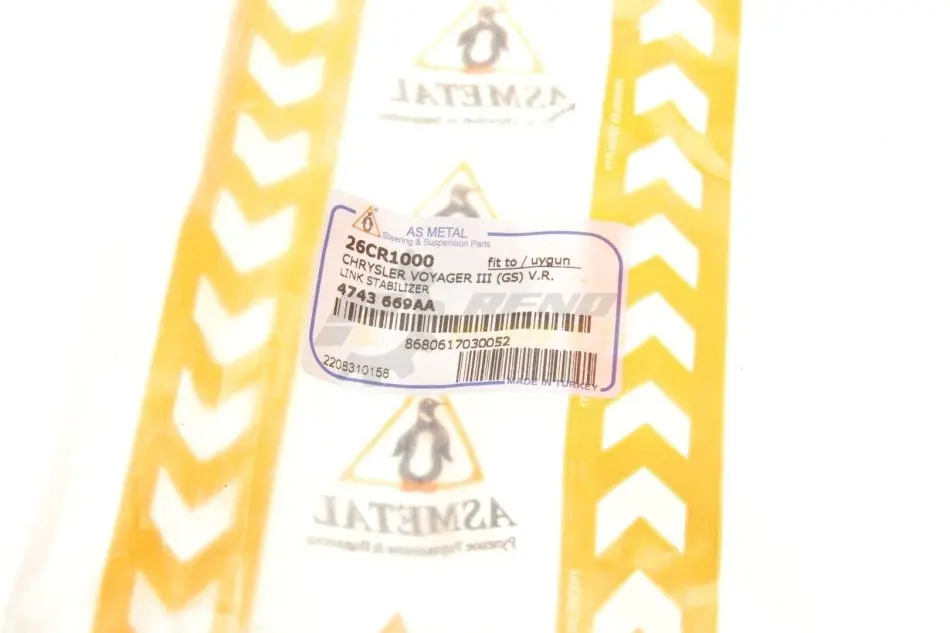 ASMETAL
AS METAL
Steering & Suspension Parts
26CR1000
fit to / uygun
CHRYSLER VOYAGER III (GS) V.R.
LINK STABILIZER
4743 669AA
8680617030052
2208310158
MADE IN TURKEY
ASMETAL